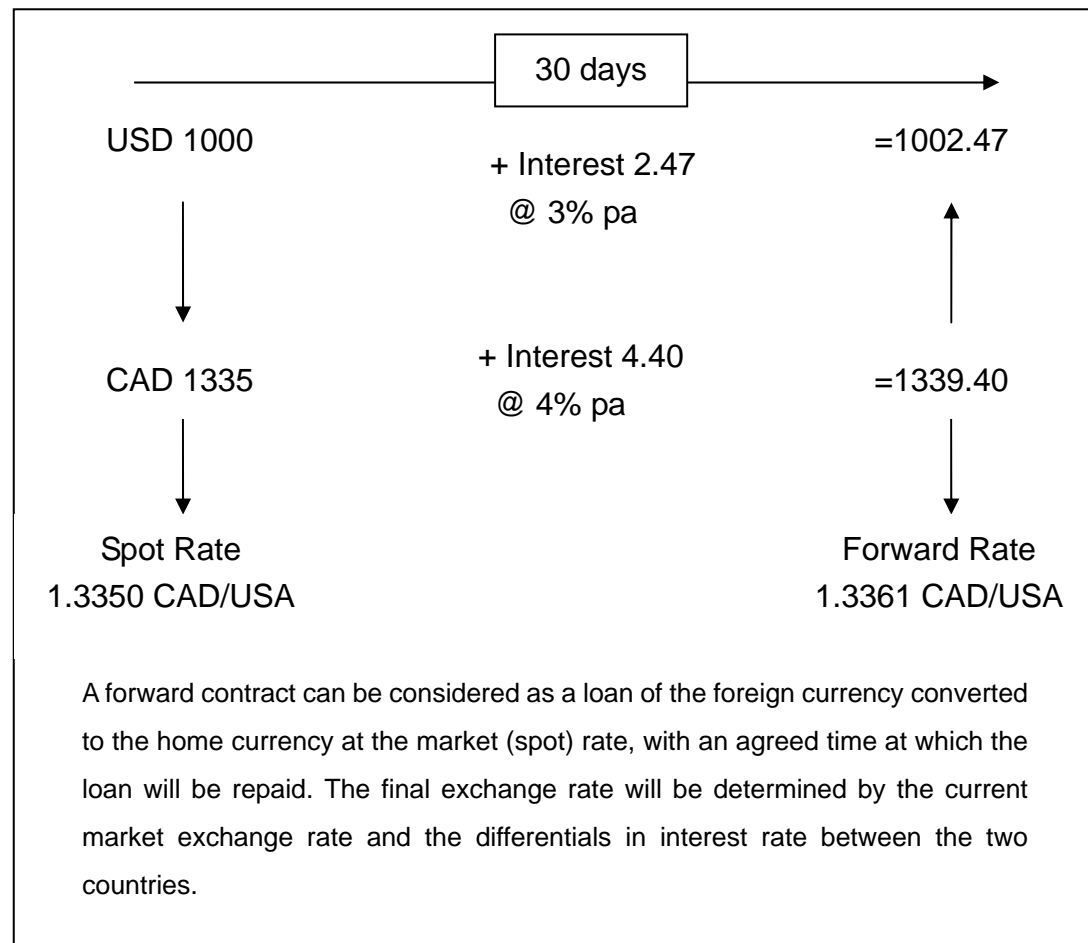 30 days
USD 1000
+ Interest 2.47
@ 3% pa
=1002.47
CAD 1335
+ Interest 4.40
@ 4% pa
=1339.40
Spot Rate
1.3350 CAD/USA
Forward Rate
1.3361 CAD/USA
A forward contract can be considered as a loan of the foreign currency converted
to the home currency at the market (spot) rate, with an agreed time at which the
loan will be repaid. The final exchange rate will be determined by the current
market exchange rate and the differentials in interest rate between the two
countries.